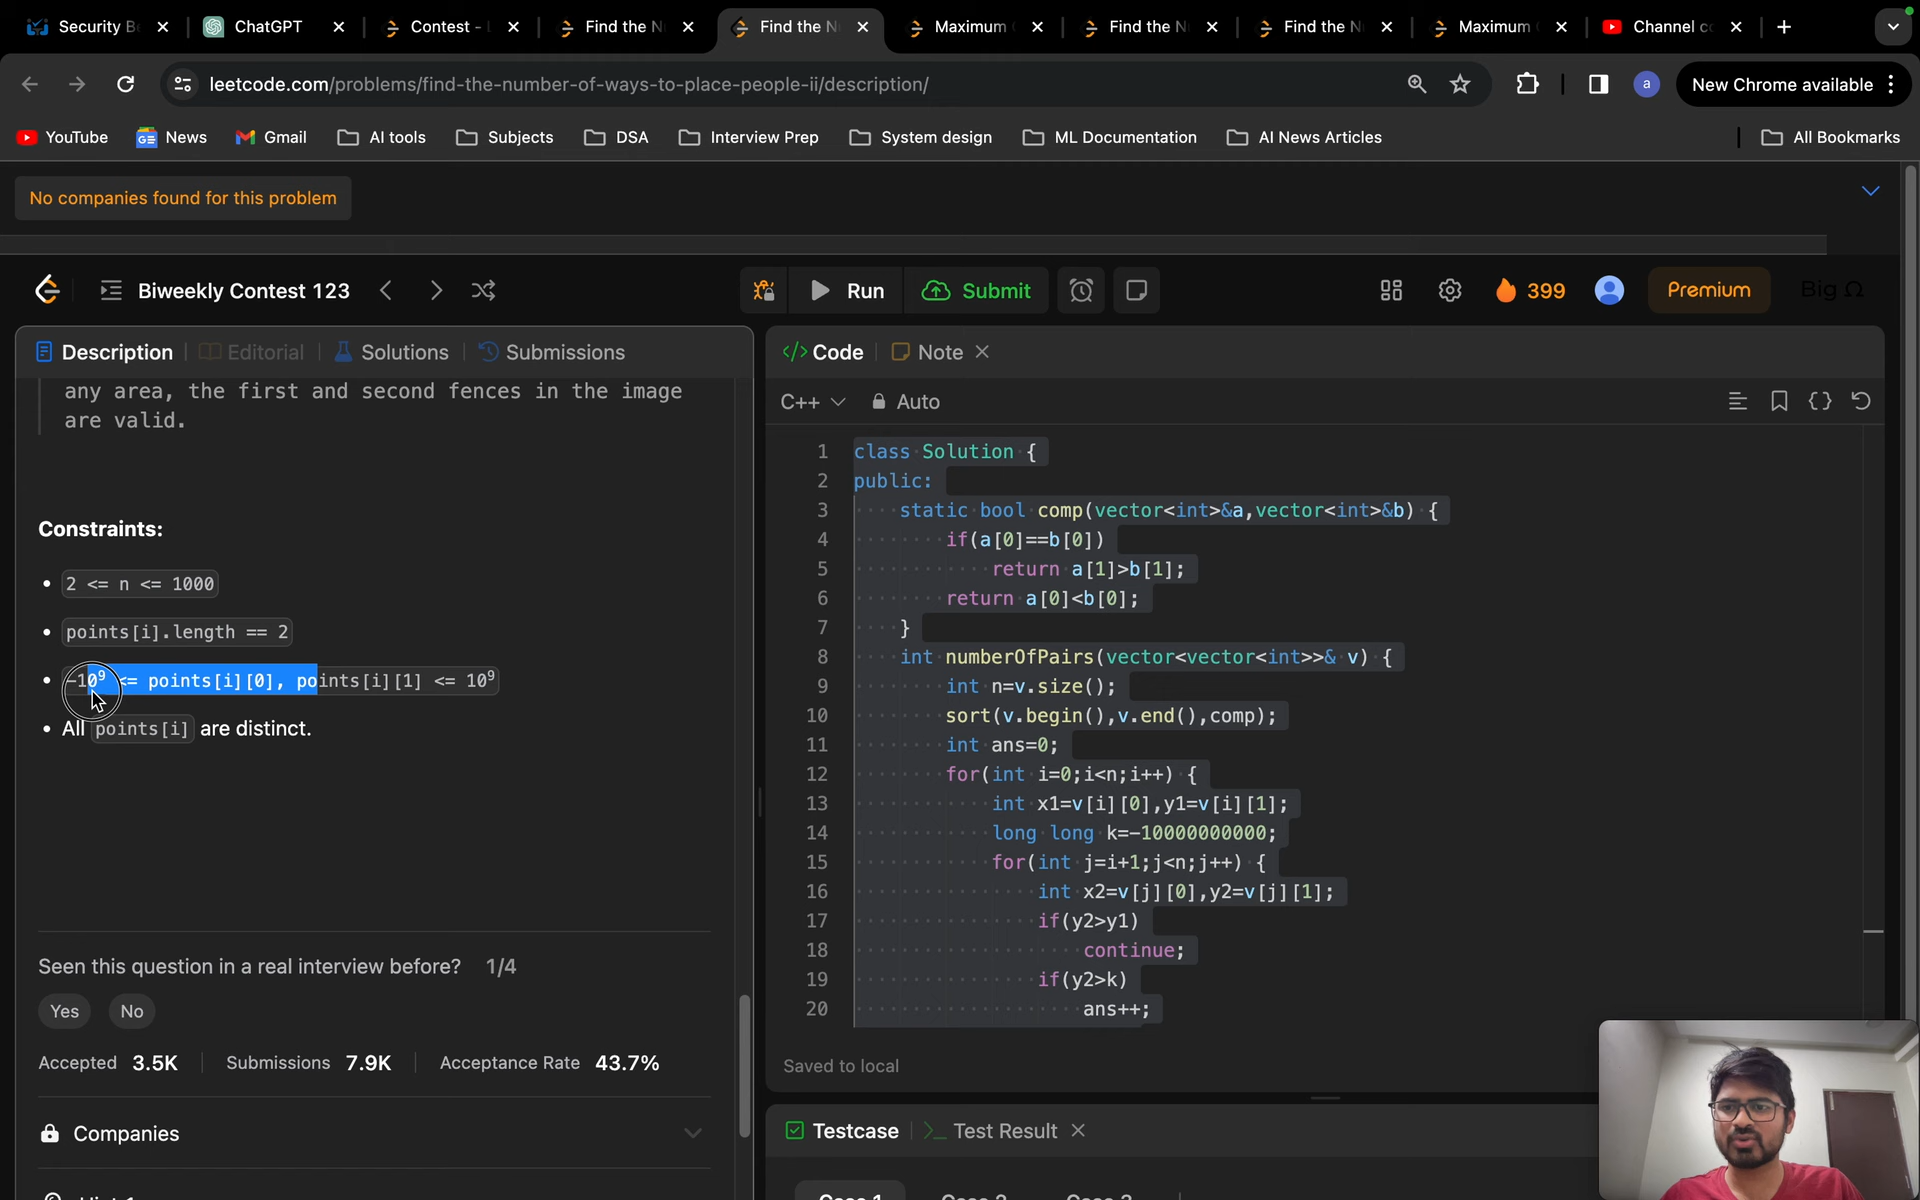 Security B
ChatGPT
Contest -
Find the N
Find the N
Maximum
Find the N
Find the N
Maximum
Channel co
leetcode.com/problems/find-the-number-of-ways-to-place-people-ii/description/
a
New Chrome available
YouTube
News
Gmail
AI tools
Subjects
DSA
Interview Prep
System design
ML Documentation
AI News Articles
All Bookmarks
No companies found for this problem
Biweekly Contest 123
Run
Submit
399
Premium
Big Ω
Description
Editorial
Solutions
Submissions
any area, the first and second fences in the image
are valid.
Constraints:
• 2 <= n <= 1000
• points[i].length == 2
• -10⁹ <= points[i][0], points[i][1] <= 10⁹
• All points[i] are distinct.
Seen this question in a real interview before? 1/4
Yes
No
Accepted 3.5K
Submissions 7.9K
Acceptance Rate 43.7%
Companies
</> Code
Note
C++
Auto
1 class Solution {
2 public:
3 static bool comp(vector<int>&a,vector<int>&b) {
4 if(a[0]==b[0])
5 return a[1]>b[1];
6 return a[0]<b[0];
7 }
8 int numberOfPairs(vector<vector<int>>& v) {
9 int n=v.size();
10 sort(v.begin(),v.end(),comp);
11 int ans=0;
12 for(int i=0;i<n;i++) {
13 int x1=v[i][0],y1=v[i][1];
14 long long k=-10000000000;
15 for(int j=i+1;j<n;j++) {
16 int x2=v[j][0],y2=v[j][1];
17 if(y2>y1)
18 continue;
19 if(y2>k)
20 ans++;
Saved to local
Testcase
Test Result